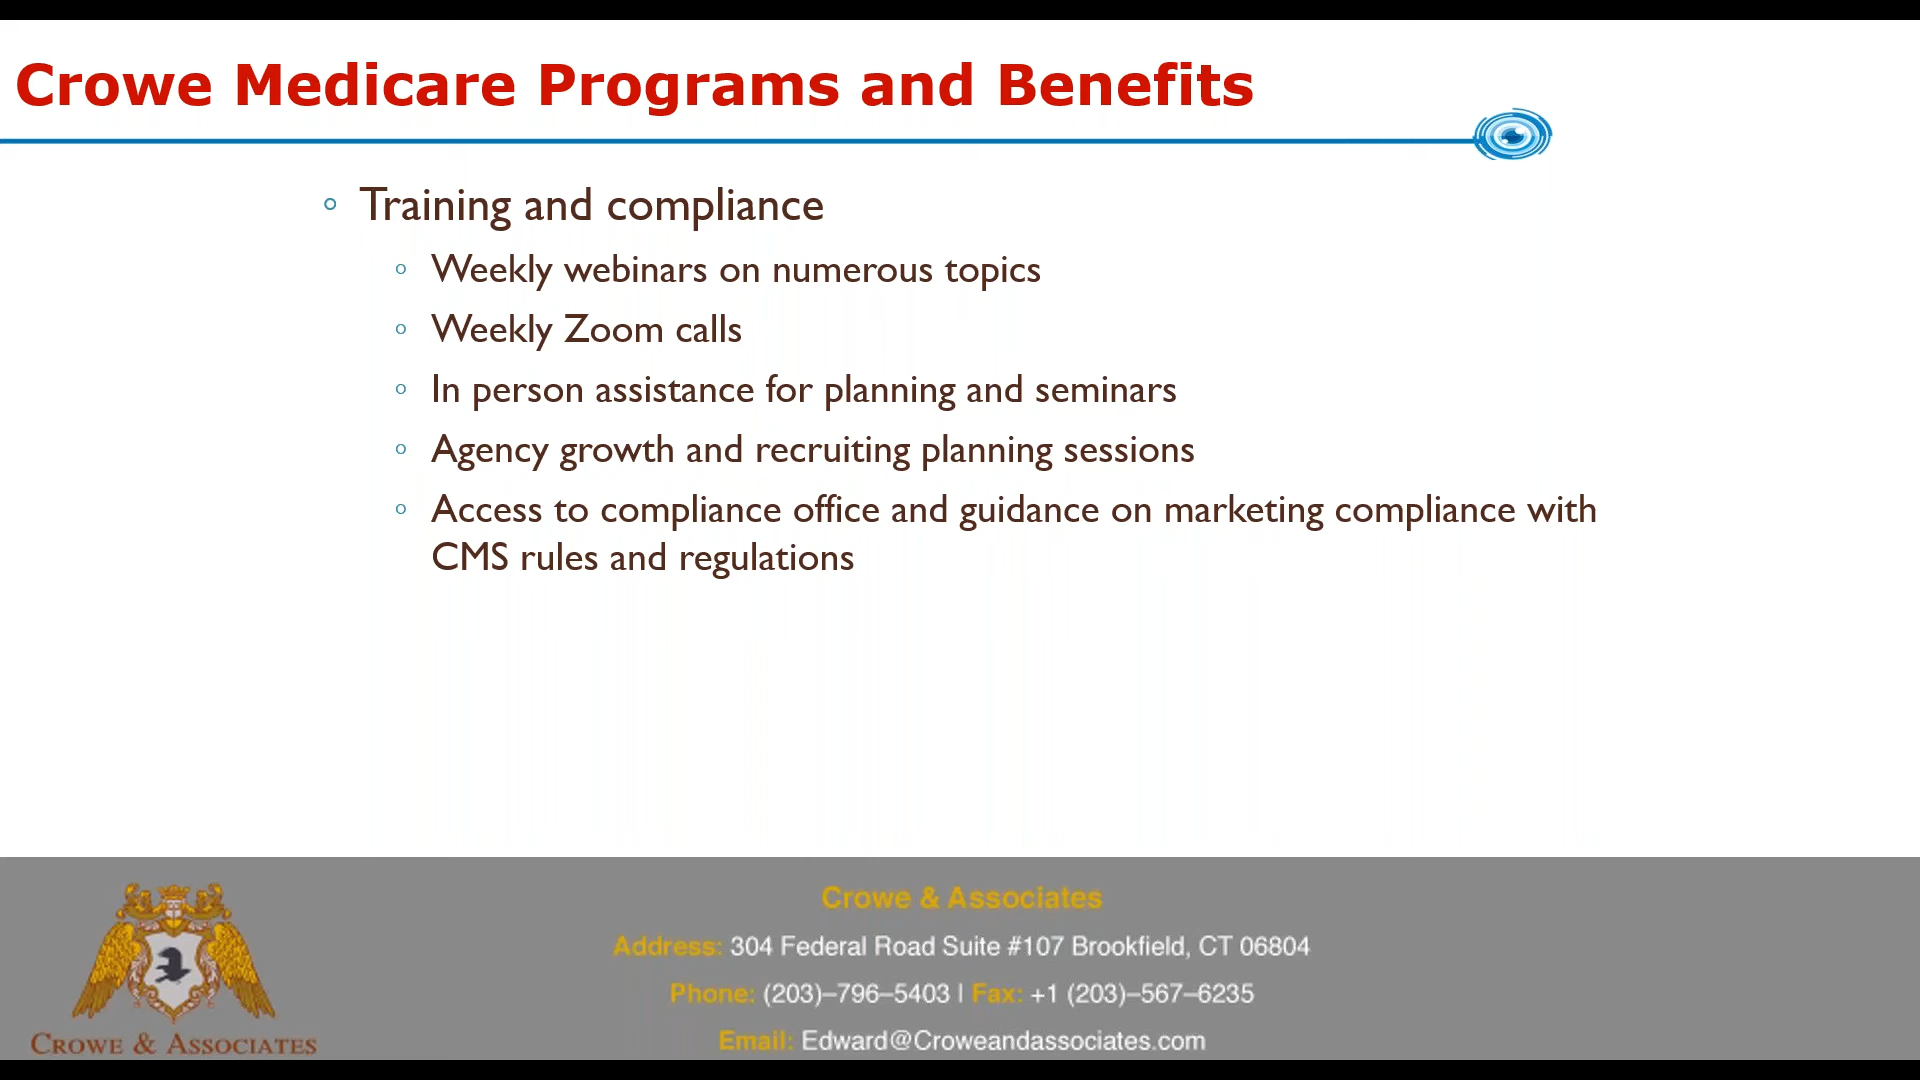 Crowe Medicare Programs and Benefits
Training and compliance
Weekly webinars on numerous topics
Weekly Zoom calls
In person assistance for planning and seminars
Agency growth and recruiting planning sessions
Access to compliance office and guidance on marketing compliance with
CMS rules and regulations
Crowe & Associates
Address: 304 Federal Road Suite #107 Brookfield, CT 06804
Phone: (203)–796–5403 | Fax: +1 (203)–567–6235
Email: Edward@Croweandassociates.com
CROWE & ASSOCIATES